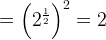 = (2^{1/2})^2 = 2